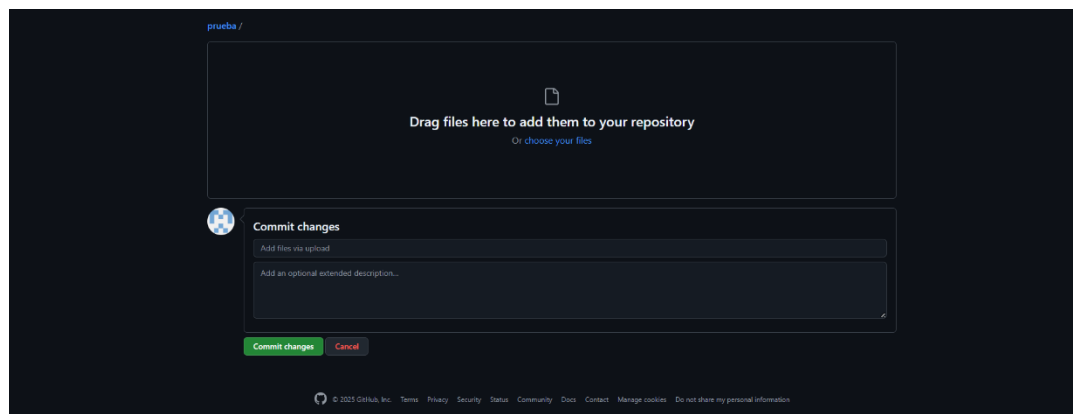 prueba /
Drag files here to add them to your repository
Or choose your files
Commit changes
Add files via upload
Add an optional extended description...
Commit changes Cancel
© 2025 GitHub, Inc. Terms Privacy Security Status Community Docs Contact Manage cookies Do not share my personal information